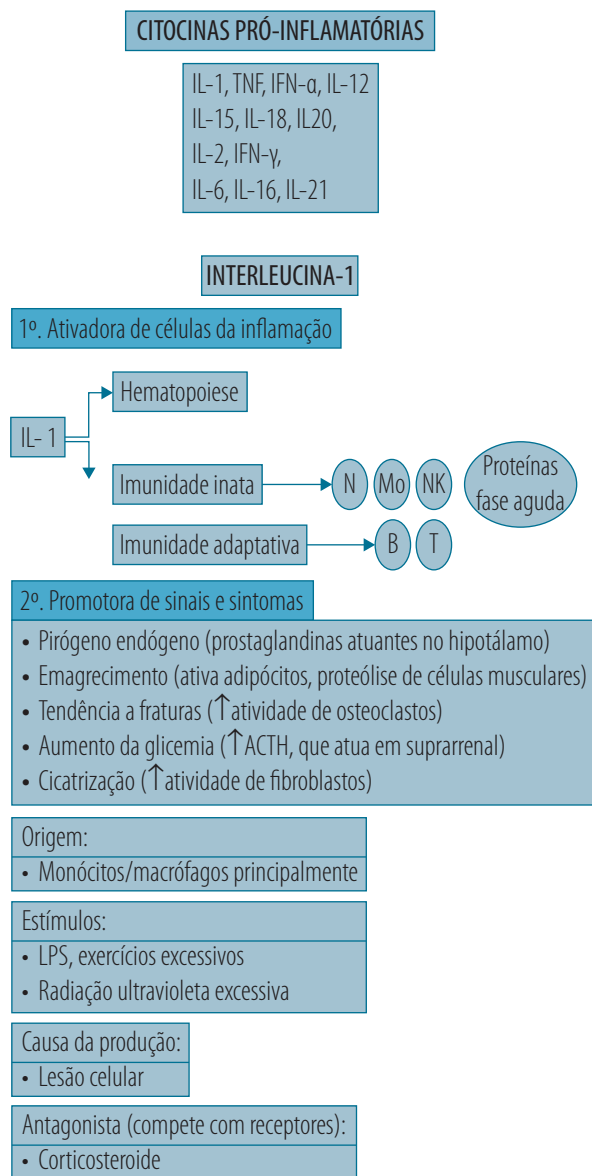 CITOCINAS PRÓ-INFLAMATÓRIAS
IL-1, TNF, IFN-α, IL-12
IL-15, IL-18, IL20,
IL-2, IFN-γ,
IL-6, IL-16, IL-21
INTERLEUCINA-1
1º. Ativadora de células da inflamação
IL- 1
Hematopoiese
Imunidade inata
N
Mo
NK
Proteínas
fase aguda
Imunidade adaptativa
B
T
2º. Promotora de sinais e sintomas
• Pirógeno endógeno (prostaglandinas atuantes no hipotálamo)
• Emagrecimento (ativa adipócitos, proteólise de células musculares)
• Tendência a fraturas (↑atividade de osteoclastos)
• Aumento da glicemia (↑ACTH, que atua em suprarrenal)
• Cicatrização (↑atividade de fibroblastos)
Origem:
• Monócitos/macrófagos principalmente
Estímulos:
• LPS, exercícios excessivos
• Radiação ultravioleta excessiva
Causa da produção:
• Lesão celular
Antagonista (compete com receptores):
• Corticosteroide